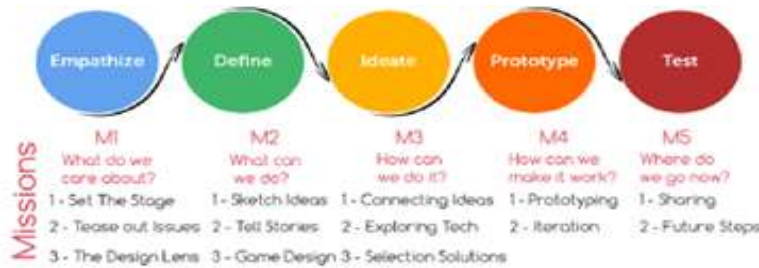 Empathize
Define
Ideate
Prototype
Test
Missions
M1
What do we
care about?
1 - Set The Stage
2 - Tease out Issues
3 - The Design Lens
M2
What can
we do?
1 - Sketch Ideas
2 - Tell Stories
3 - Game Design
M3
How can
we do it?
1 - Connecting Ideas
2 - Exploring Tech
3 - Selection Solutions
M4
How can we
make it work?
1 - Prototyping
2 - Iteration
M5
Where do
we go now?
1 - Sharing
2 - Future Steps